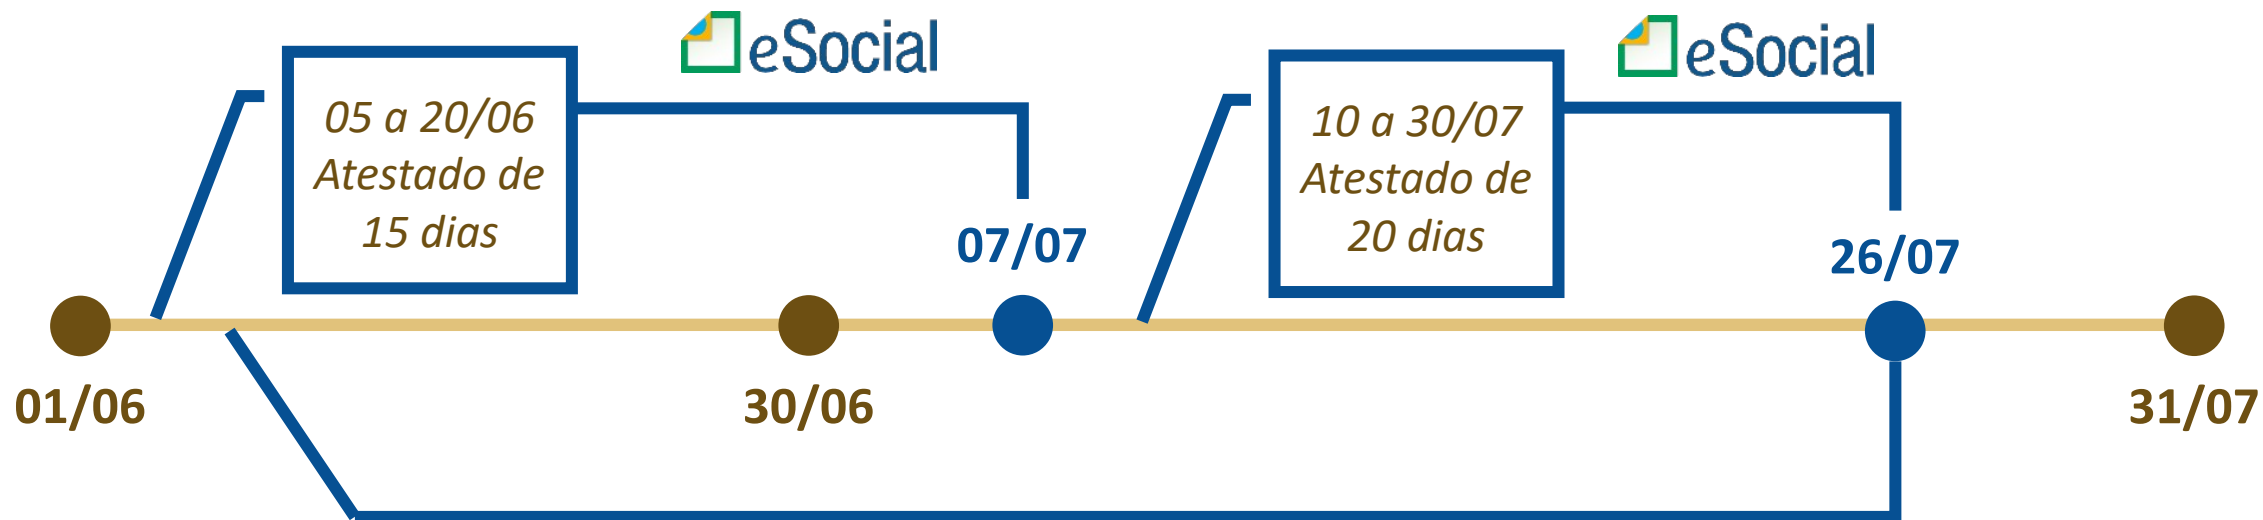 eSocial
eSocial
05 a 20/06
Atestado de
15 dias
10 a 30/07
Atestado de
20 dias
07/07
26/07
01/06
30/06
31/07